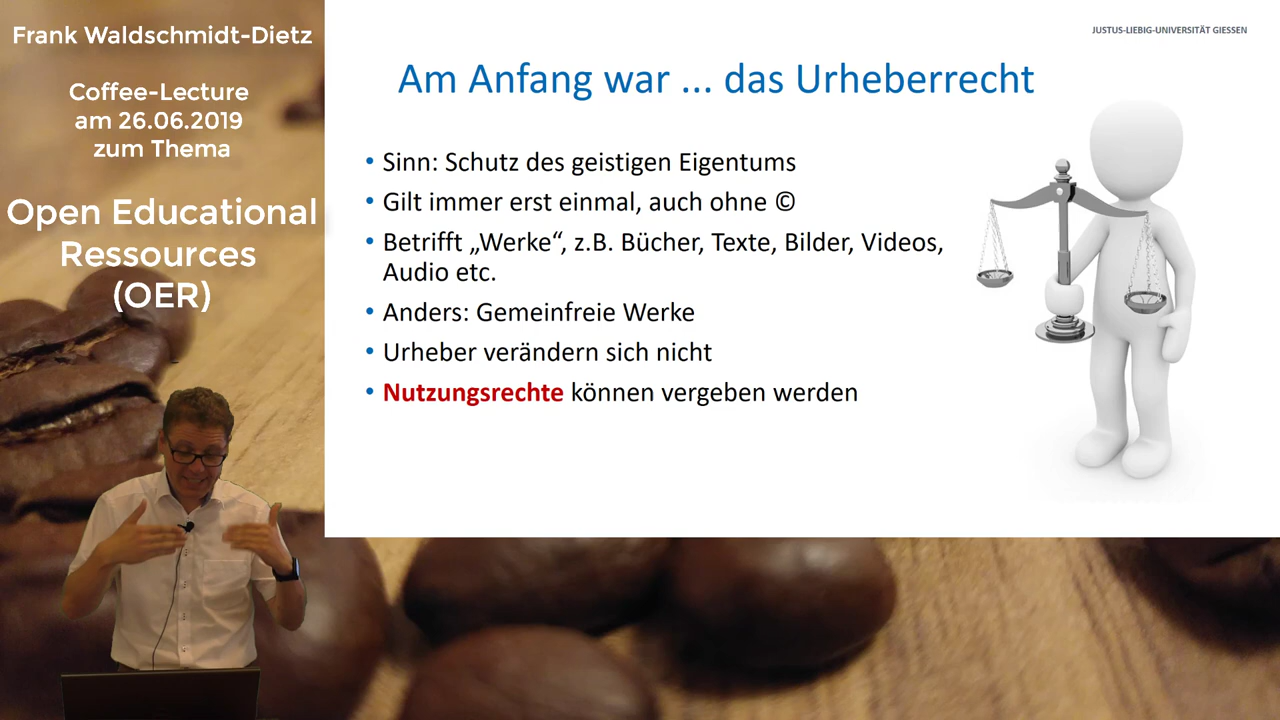 Frank Waldschmidt-Dietz
Coffee-Lecture
am 26.06.2019
zum Thema
Open Educational
Ressources
(OER)
JUSTUS-LIEBIG-UNIVERSITÄT GIESSEN
Am Anfang war ... das Urheberrecht
• Sinn: Schutz des geistigen Eigentums
• Gilt immer erst einmal, auch ohne ©
• Betrifft „Werke“, z.B. Bücher, Texte, Bilder, Videos,
Audio etc.
• Anders: Gemeinfreie Werke
• Urheber verändern sich nicht
• Nutzungsrechte können vergeben werden